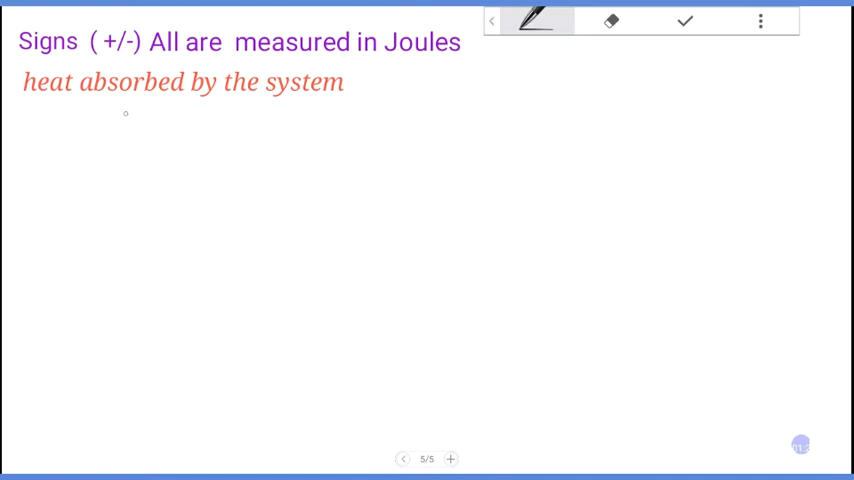 Signs ( +/-) All are measured in Joules
heat absorbed by the system
5/5